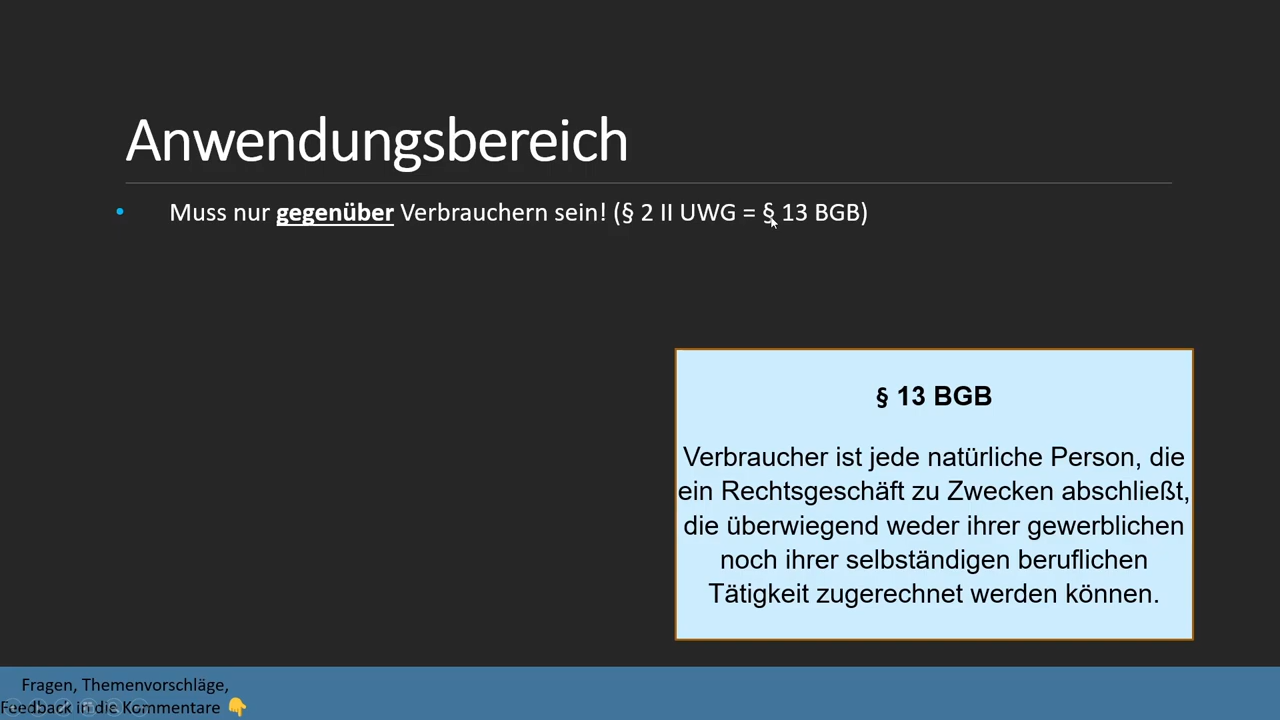 Anwendungsbereich
• Muss nur gegenüber Verbrauchern sein! (§ 2 II UWG = § 13 BGB)
§ 13 BGB
Verbraucher ist jede natürliche Person, die
ein Rechtsgeschäft zu Zwecken abschließt,
die überwiegend weder ihrer gewerblichen
noch ihrer selbständigen beruflichen
Tätigkeit zugerechnet werden können.
Fragen, Themenvorschläge,
Feedback in die Kommentare 👇